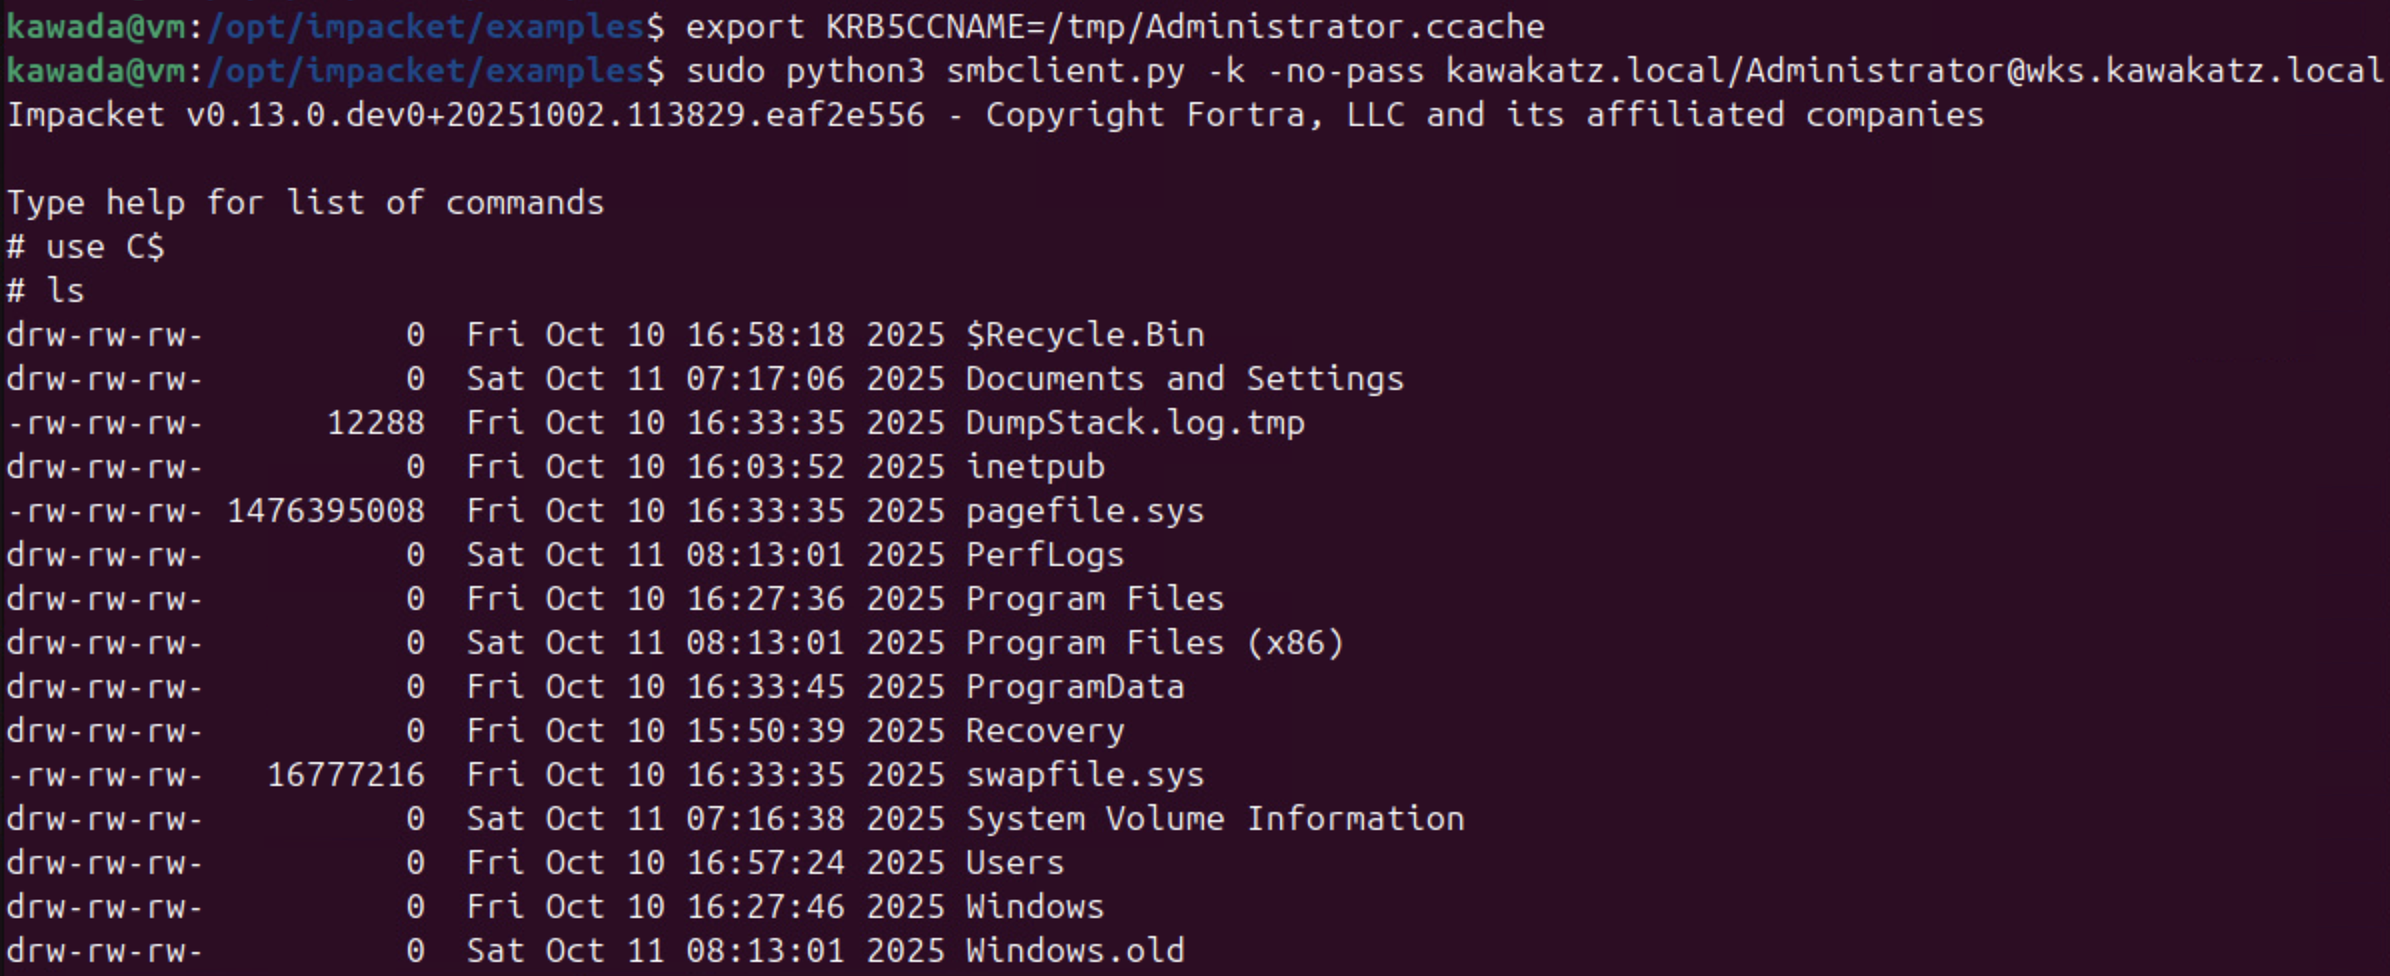 kawada@vm:/opt/impacket/examples$ export KRB5CCNAME=/tmp/Administrator.ccache
kawada@vm:/opt/impacket/examples$ sudo python3 smbclient.py -k -no-pass kawakatz.local/Administrator@wks.kawakatz.local
Impacket v0.13.0.dev0+20251002.113829.eaf2e556 - Copyright Fortra, LLC and its affiliated companies

Type help for list of commands
# use C$
# ls
drw-rw-rw-          0  Fri Oct 10 16:58:18 2025 $Recycle.Bin
drw-rw-rw-          0  Sat Oct 11 07:17:06 2025 Documents and Settings
-rw-rw-rw-      12288  Fri Oct 10 16:33:35 2025 DumpStack.log.tmp
drw-rw-rw-          0  Fri Oct 10 16:03:52 2025 inetpub
-rw-rw-rw- 1476395008  Fri Oct 10 16:33:35 2025 pagefile.sys
drw-rw-rw-          0  Sat Oct 11 08:13:01 2025 PerfLogs
drw-rw-rw-          0  Fri Oct 10 16:27:36 2025 Program Files
drw-rw-rw-          0  Sat Oct 11 08:13:01 2025 Program Files (x86)
drw-rw-rw-          0  Fri Oct 10 16:33:45 2025 ProgramData
drw-rw-rw-          0  Fri Oct 10 15:50:39 2025 Recovery
-rw-rw-rw-   16777216  Fri Oct 10 16:33:35 2025 swapfile.sys
drw-rw-rw-          0  Sat Oct 11 07:16:38 2025 System Volume Information
drw-rw-rw-          0  Fri Oct 10 16:57:24 2025 Users
drw-rw-rw-          0  Fri Oct 10 16:27:46 2025 Windows
drw-rw-rw-          0  Sat Oct 11 08:13:01 2025 Windows.old